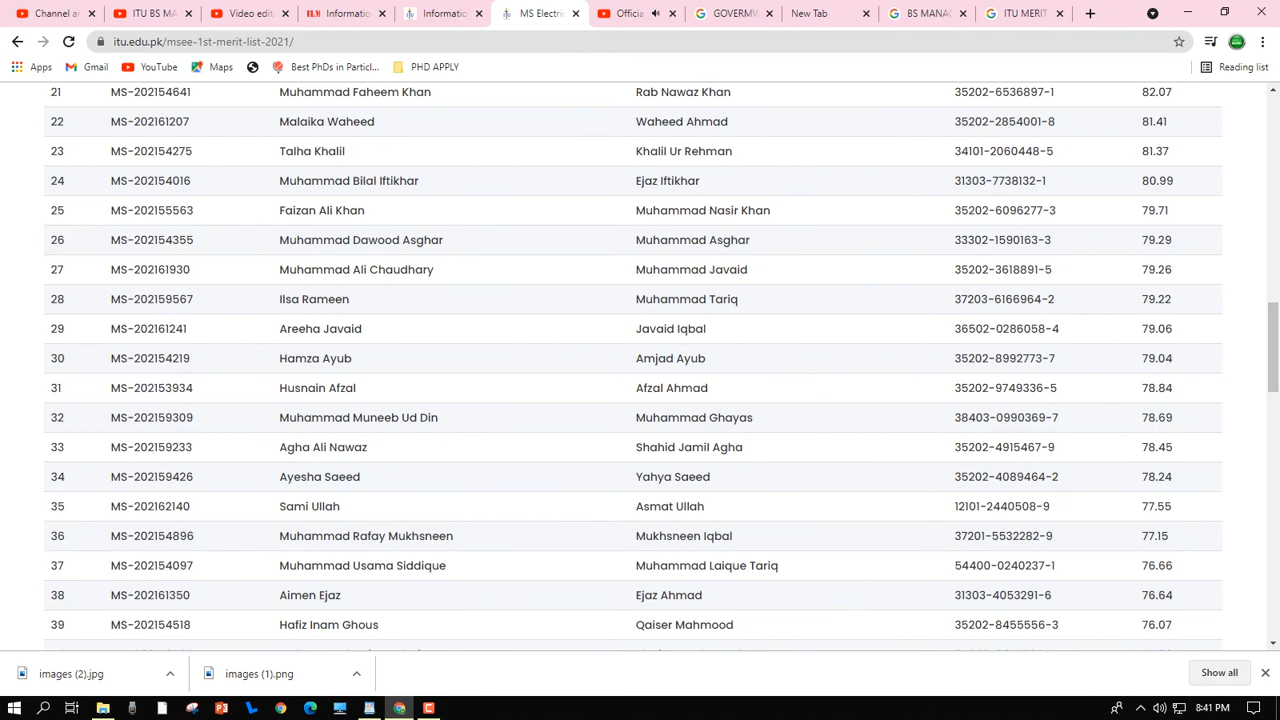 Channel ar
ITU BS MA
Video edit
Informatio
Informatio
MS Electric
Officia
GOVERMV
New Tab
BS MANAC
ITU MERIT
itu.edu.pk/msee-1st-merit-list-2021/
Apps Gmail YouTube Maps Best PhDs in Particl... PHD APPLY Reading list
21 MS-202154641 Muhammad Faheem Khan Rab Nawaz Khan 35202-6536897-1 82.07
22 MS-202161207 Malaika Waheed Waheed Ahmad 35202-2854001-8 81.41
23 MS-202154275 Talha Khalil Khalil Ur Rehman 34101-2060448-5 81.37
24 MS-202154016 Muhammad Bilal Iftikhar Ejaz Iftikhar 31303-7738132-1 80.99
25 MS-202155563 Faizan Ali Khan Muhammad Nasir Khan 35202-6096277-3 79.71
26 MS-202154355 Muhammad Dawood Asghar Muhammad Asghar 33302-1590163-3 79.29
27 MS-202161930 Muhammad Ali Chaudhary Muhammad Javaid 35202-3618891-5 79.26
28 MS-202159567 Ilsa Rameen Muhammad Tariq 37203-6166964-2 79.22
29 MS-202161241 Areeha Javaid Javaid Iqbal 36502-0286058-4 79.06
30 MS-202154219 Hamza Ayub Amjad Ayub 35202-8992773-7 79.04
31 MS-202153934 Husnain Afzal Afzal Ahmad 35202-9749336-5 78.84
32 MS-202159309 Muhammad Muneeb Ud Din Muhammad Ghayas 38403-0990369-7 78.69
33 MS-202159233 Agha Ali Nawaz Shahid Jamil Agha 35202-4915467-9 78.45
34 MS-202159426 Ayesha Saeed Yahya Saeed 35202-4089464-2 78.24
35 MS-202162140 Sami Ullah Asmat Ullah 12101-2440508-9 77.55
36 MS-202154896 Muhammad Rafay Mukhsneen Mukhsneen Iqbal 37201-5532282-9 77.15
37 MS-202154097 Muhammad Usama Siddique Muhammad Laique Tariq 54400-0240237-1 76.66
38 MS-202161350 Aimen Ejaz Ejaz Ahmad 31303-4053291-6 76.64
39 MS-202154518 Hafiz Inam Ghous Qaiser Mahmood 35202-8455556-3 76.07
images (2).jpg images (1).png Show all
8:41 PM